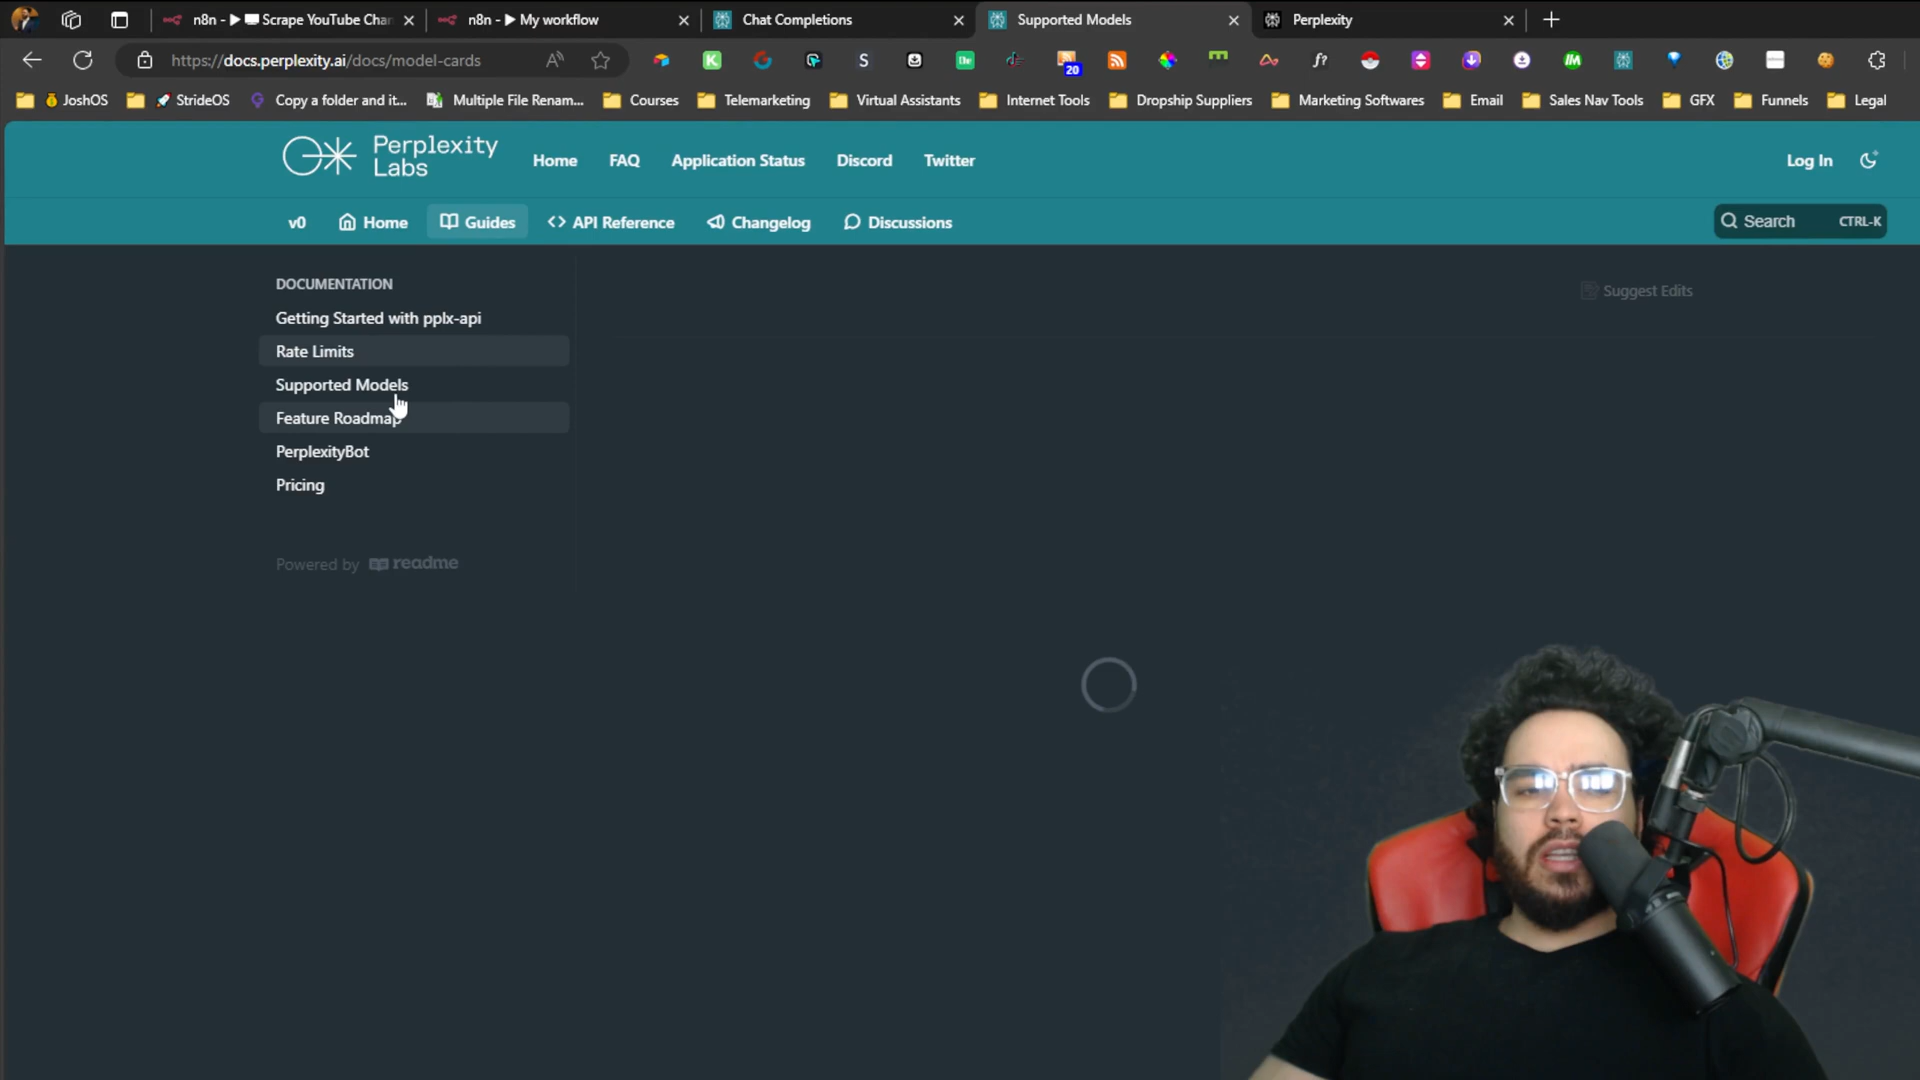 n8n - ▶ Scrape YouTube Chan
n8n - ▶ My workflow
Chat Completions
Supported Models
Perplexity
https://docs.perplexity.ai/docs/model-cards
20
JoshOS
StrideOS
Copy a folder and it...
Multiple File Renam...
Courses
Telemarketing
Virtual Assistants
Internet Tools
Dropship Suppliers
Marketing Softwares
Email
Sales Nav Tools
GFX
Funnels
Legal
Perplexity
Labs
Home
FAQ
Application Status
Discord
Twitter
Log In
v0
Home
Guides
<> API Reference
Changelog
Discussions
Search
CTRL-K
DOCUMENTATION
Suggest Edits
Getting Started with pplx-api
Rate Limits
Supported Models
Feature Roadmap
PerplexityBot
Pricing
Powered by readme